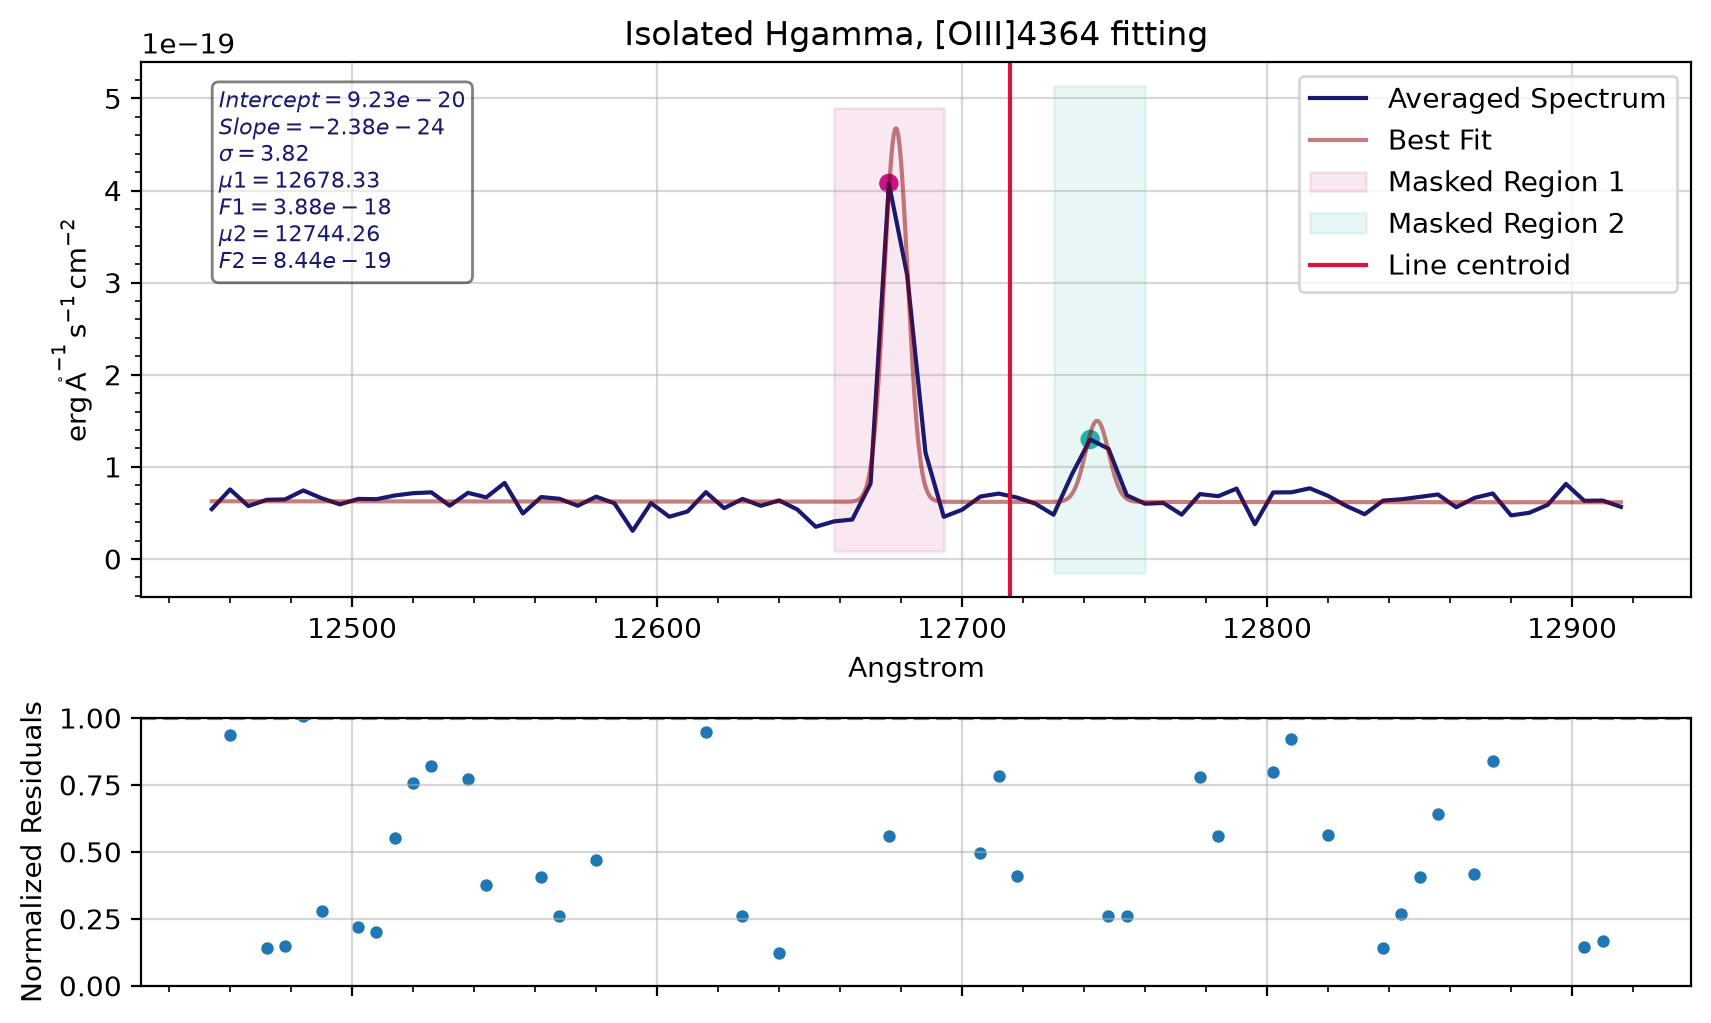 Isolated Hgamma, [OIII]4364 fitting
1e−19
Intercept = 9.23e − 20
Slope = −2.38e − 24
σ = 3.82
μ1 = 12678.33
F1 = 3.88e − 18
μ2 = 12744.26
F2 = 8.44e − 19
Averaged Spectrum
Best Fit
Masked Region 1
Masked Region 2
Line centroid
erg Å⁻¹ s⁻¹ cm⁻²
5
4
3
2
1
0
12500 12600 12700 12800 12900
Angstrom
Normalized Residuals
1.00
0.75
0.50
0.25
0.00